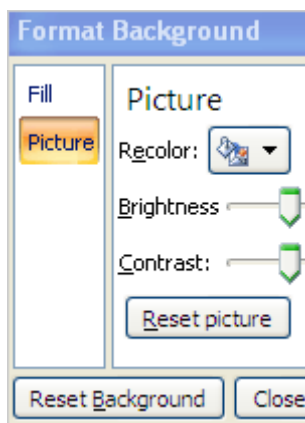 Format Background
Fill
Picture
Picture
Recolor:
Brightness
Contrast:
Reset picture
Reset Background
Close